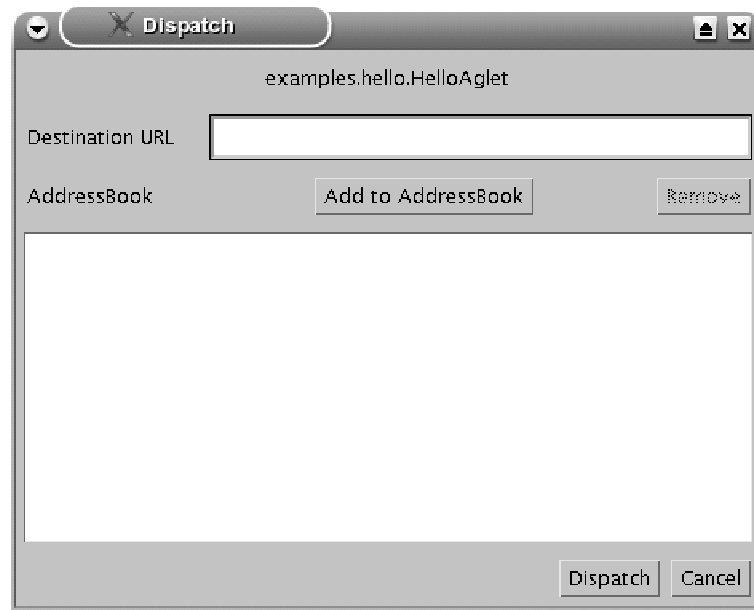 Dispatch
examples.hello.HelloAglet
Destination URL
AddressBook Add to AddressBook Remove
Dispatch Cancel